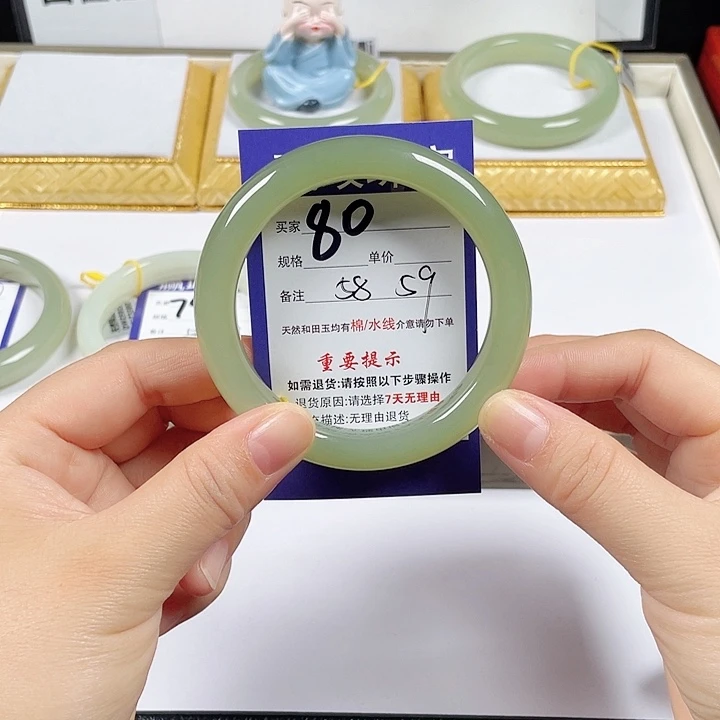 买家 80
规格 单价
备注 58 59
天然和田玉均有棉/水线介意请勿下单
重要提示
如需退货:请按照以下步骤操作
退货原因:请选择7天无理由
描述:无理由退货